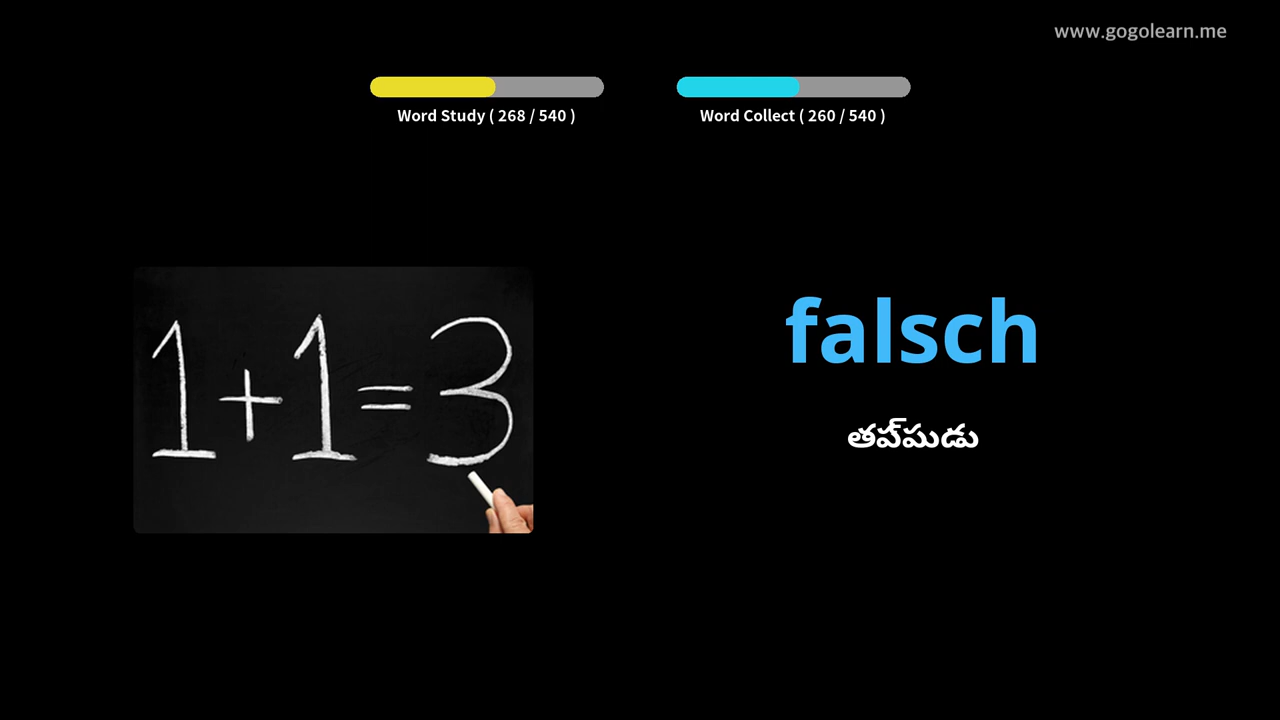 www.gogolearn.me
Word Study ( 268 / 540 )
Word Collect ( 260 / 540 )
1+1=3
falsch
తప్పుడు